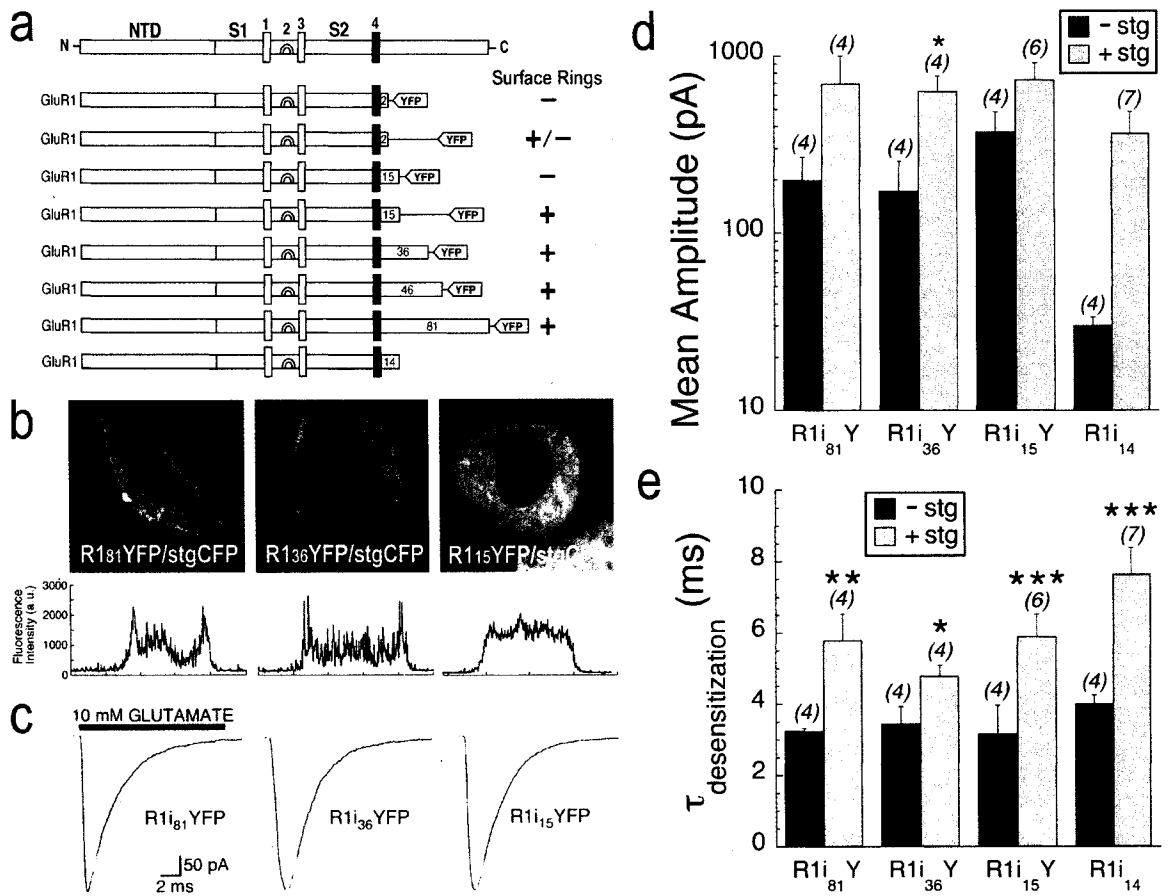 a
NTD S1 1 2 3 S2 4
N- -C
Surface Rings
GluR1 2 YFP −
GluR1 2 YFP +/−
GluR1 15 YFP −
GluR1 15 YFP +
GluR1 36 YFP +
GluR1 46 YFP +
GluR1 81 YFP +
GluR1 14
b
R181YFP/stgCFP
R136YFP/stgCFP
R115YFP/stgC
Fluorescence
Intensity (a.u.)
3000
2000
1000
0
c
10 mM GLUTAMATE
R1i81YFP
R1i36YFP
R1i15YFP
50 pA
2 ms
d
- stg
+ stg
Mean Amplitude (pA)
1000
100
10
(4) (4)
(4) * (4)
(4) (6)
(4) (7)
R1i81Y R1i36Y R1i15Y R1i14
e
- stg
+ stg
τdesensitization (ms)
10
8
6
4
2
0
(4) ** (4)
(4) * (4)
(4) *** (6)
(4) *** (7)
R1i81Y R1i36Y R1i15Y R1i14